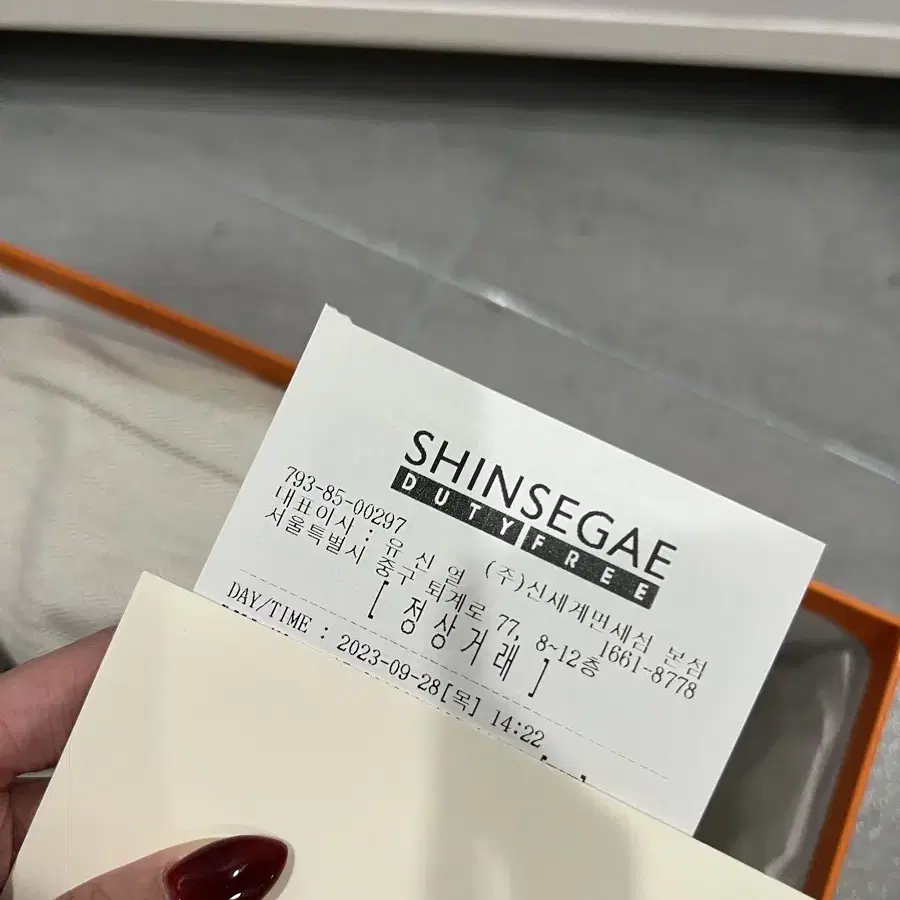 SHINSEGAE
DUTY FREE
793-85-00297 (주)신세계면세점 본점
대표이사 : 유 신 열 1661-8778
서울특별시 중구 퇴계로 77, 8~12층
[ 정상거래 ]
DAY/TIME : 2023-09-28[목] 14:22